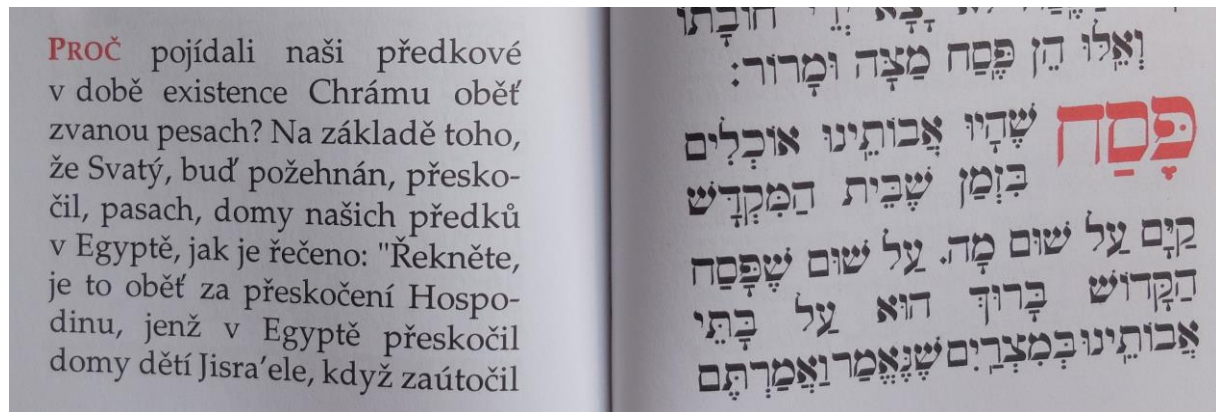 PROČ pojídali naši předkové
v době existence Chrámu oběť
zvanou pesach? Na základě toho,
že Svatý, buď požehnán, přesko-
čil, pasach, domy našich předků
v Egyptě, jak je řečeno: "Řekněte,
je to oběť za přeskočení Hospo-
dinu, jenž v Egyptě přeskočil
domy dětí Jisra’ele, když zaútočil
יָצָא יְדֵי חוֹבָתוֹ
וְאֵלּוּ הֵן פֶּסַח מַצָּה וּמָרוֹר:
פֶּסַח שֶׁהָיוּ אֲבוֹתֵינוּ אוֹכְלִים
בִּזְמַן שֶׁבֵּית הַמִּקְדָּשׁ
קַיָּם עַל שׁוּם מָה. עַל שׁוּם שֶׁפָּסַח
הַקָּדוֹשׁ בָּרוּךְ הוּא עַל בָּתֵּי
אֲבוֹתֵינוּ בְּמִצְרַיִם שֶׁנֶּאֱמַר וַאֲמַרְתֶּם